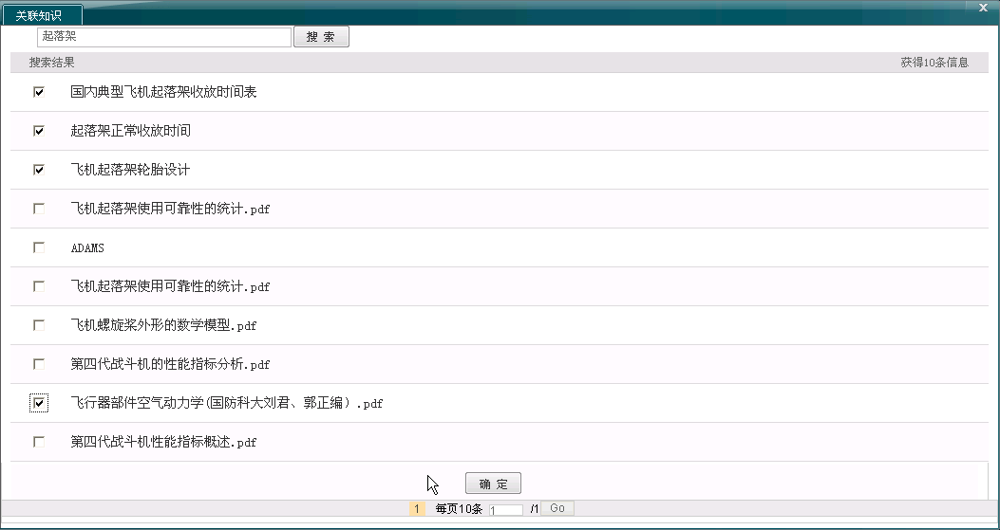 关联知识
起落架 搜 索
搜索结果 获得10条信息
国内典型飞机起落架收放时间表
起落架正常收放时间
飞机起落架轮胎设计
飞机起落架使用可靠性的统计.pdf
ADAMS
飞机起落架使用可靠性的统计.pdf
飞机螺旋桨外形的数学模型.pdf
第四代战斗机的性能指标分析.pdf
飞行器部件空气动力学(国防科大刘君、郭正编）.pdf
第四代战斗机性能指标概述.pdf
确 定
1 每页10条 1 /1 Go